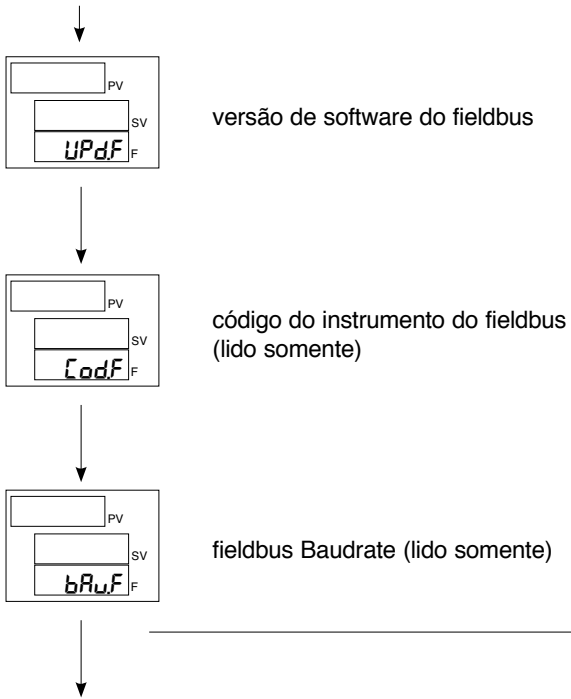 PV
SV
UPd.F F
versão de software do fieldbus
PV
SV
Cod.F F
código do instrumento do fieldbus
(lido somente)
PV
SV
bAu.F F
fieldbus Baudrate (lido somente)